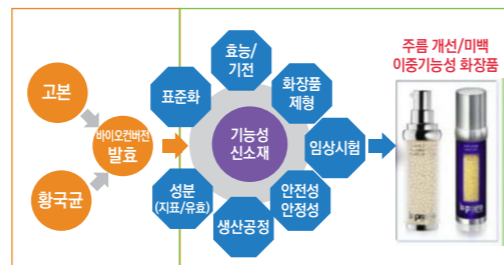 고본
황국균
바이오컨버전
발효
표준화
효능/
기전
화장품
제형
임상시험
안전성
안정성
생산공정
성분
(지표/유효)
기능성
신소재
주름 개선/미백
이중기능성 화장품